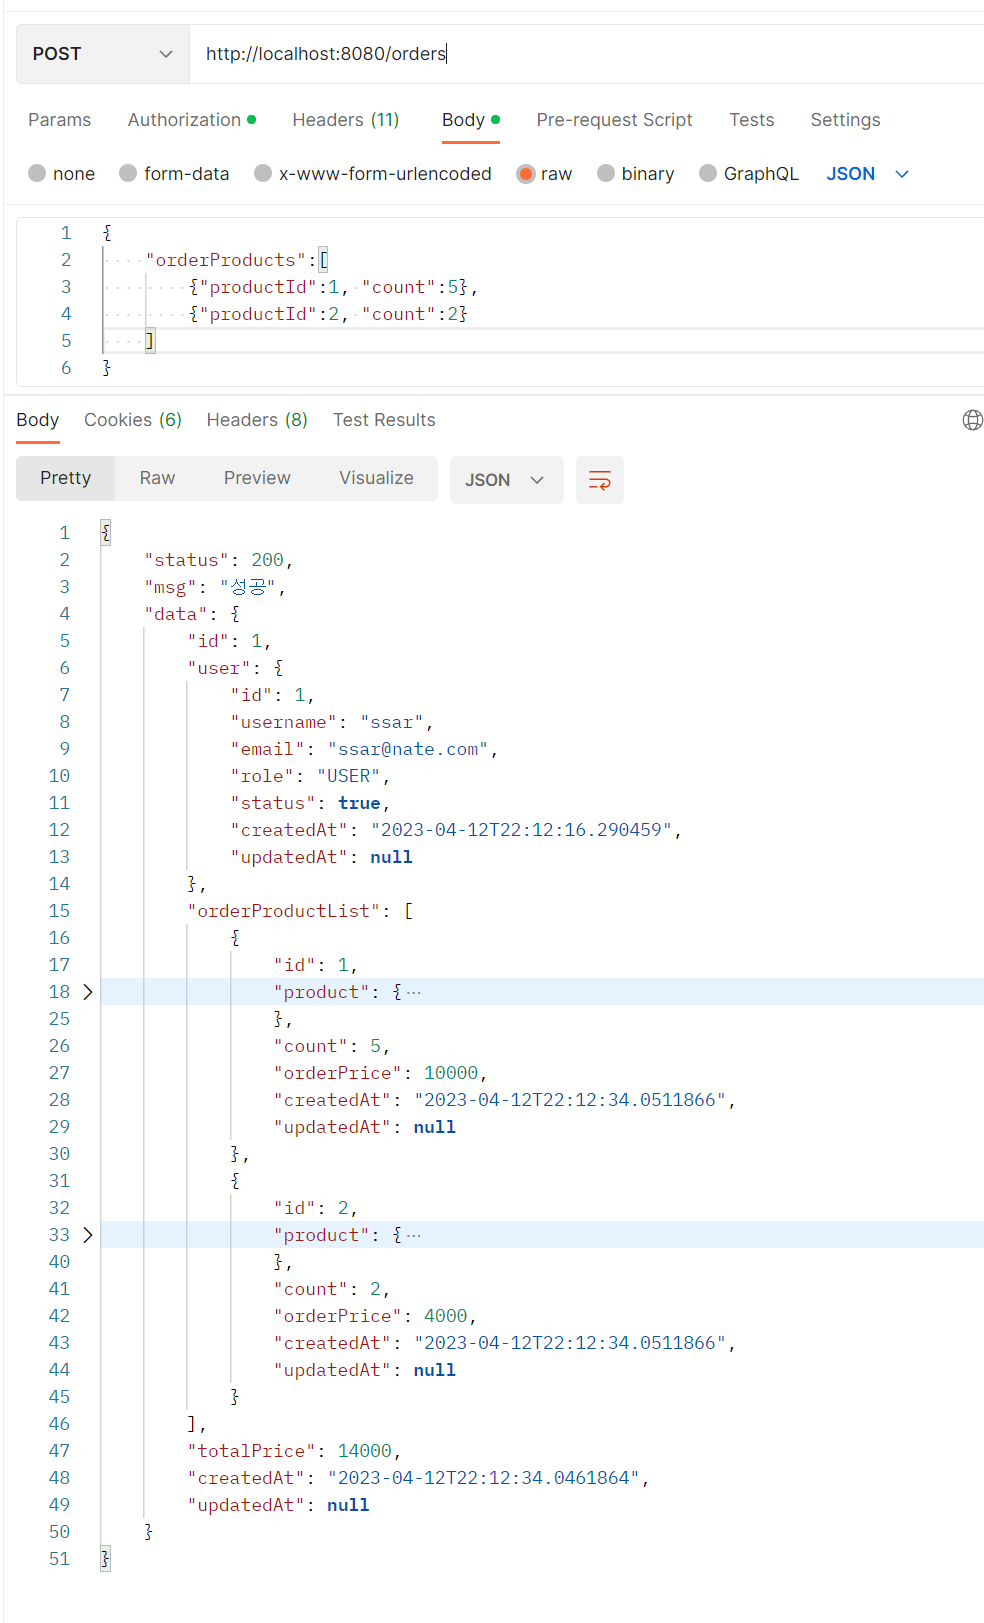 POST http://localhost:8080/orders
Params Authorization Headers (11) Body Pre-request Script Tests Settings
none form-data x-www-form-urlencoded raw binary GraphQL JSON
1 {
2 "orderProducts":[
3 {"productId":1, "count":5},
4 {"productId":2, "count":2}
5 ]
6 }
Body Cookies (6) Headers (8) Test Results
Pretty Raw Preview Visualize JSON
1 {
2 "status": 200,
3 "msg": "성공",
4 "data": {
5 "id": 1,
6 "user": {
7 "id": 1,
8 "username": "ssar",
9 "email": "ssar@nate.com",
10 "role": "USER",
11 "status": true,
12 "createdAt": "2023-04-12T22:12:16.290459",
13 "updatedAt": null
14 },
15 "orderProductList": [
16 {
17 "id": 1,
18 "product": {···
25 },
26 "count": 5,
27 "orderPrice": 10000,
28 "createdAt": "2023-04-12T22:12:34.0511866",
29 "updatedAt": null
30 },
31 {
32 "id": 2,
33 "product": {···
40 },
41 "count": 2,
42 "orderPrice": 4000,
43 "createdAt": "2023-04-12T22:12:34.0511866",
44 "updatedAt": null
45 }
46 ],
47 "totalPrice": 14000,
48 "createdAt": "2023-04-12T22:12:34.0461864",
49 "updatedAt": null
50 }
51 }